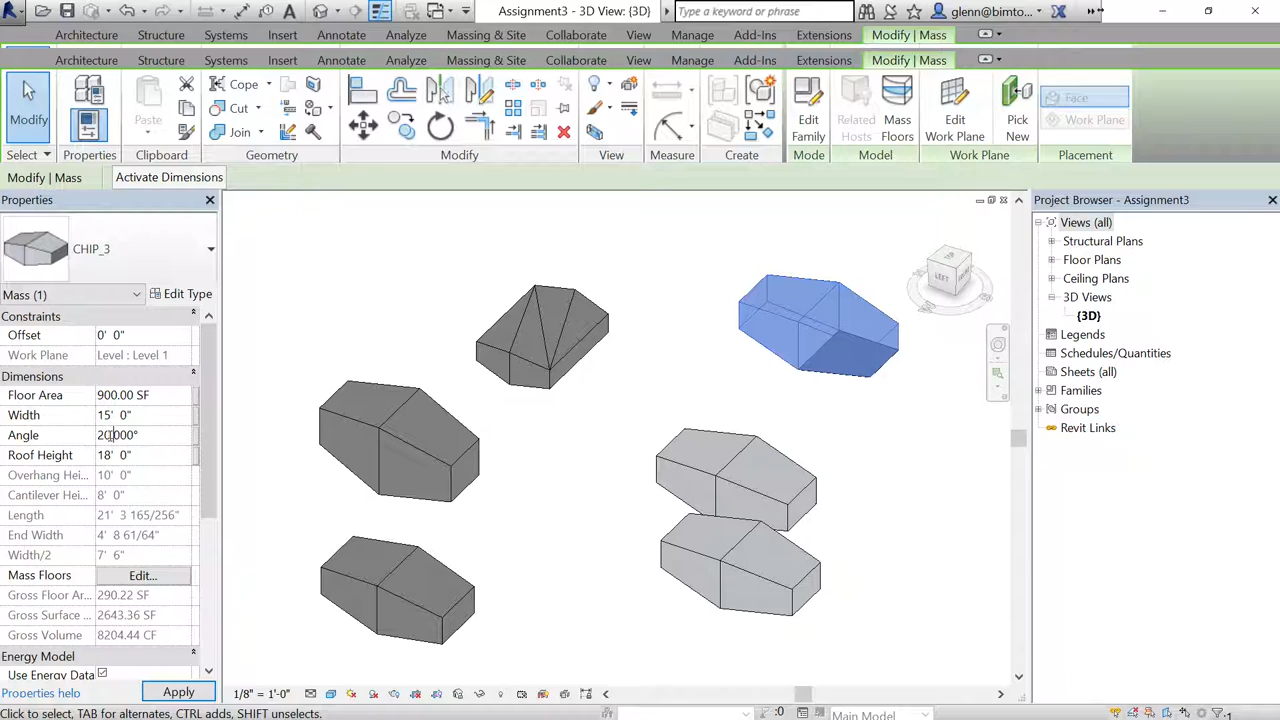 Assignment3 - 3D View: {3D}
Type a keyword or phrase
glenn@bimto...
Architecture Structure Systems Insert Annotate Analyze Massing & Site Collaborate View Manage Add-Ins Extensions Modify | Mass
Architecture Structure Systems Insert Annotate Analyze Massing & Site Collaborate View Manage Add-Ins Extensions Modify | Mass
Modify
Paste
Cope
Cut
Join
Edit Family
Related Hosts
Mass Floors
Edit Work Plane
Pick New
Face
Work Plane
Select Properties Clipboard Geometry Modify View Measure Create Mode Model Work Plane Placement
Modify | Mass
Activate Dimensions
Properties
CHIP_3
Mass (1)
Edit Type
Constraints
Offset 0' 0"
Work Plane Level : Level 1
Dimensions
Floor Area 900.00 SF
Width 15' 0"
Angle 20.000°
Roof Height 18' 0"
Overhang Hei... 10' 0"
Cantilever Hei... 8' 0"
Length 21' 3 165/256"
End Width 4' 8 61/64"
Width/2 7' 6"
Mass Floors Edit...
Gross Floor Ar... 290.22 SF
Gross Surface ... 2643.36 SF
Gross Volume 8204.44 CF
Energy Model
Use Energy Data
Properties help
Apply
TOP
LEFT
Project Browser - Assignment3
Views (all)
Structural Plans
Floor Plans
Ceiling Plans
3D Views
{3D}
Legends
Schedules/Quantities
Sheets (all)
Families
Groups
Revit Links
1/8" = 1'-0"
Click to select, TAB for alternates, CTRL adds, SHIFT unselects.
:0
Main Model
:1